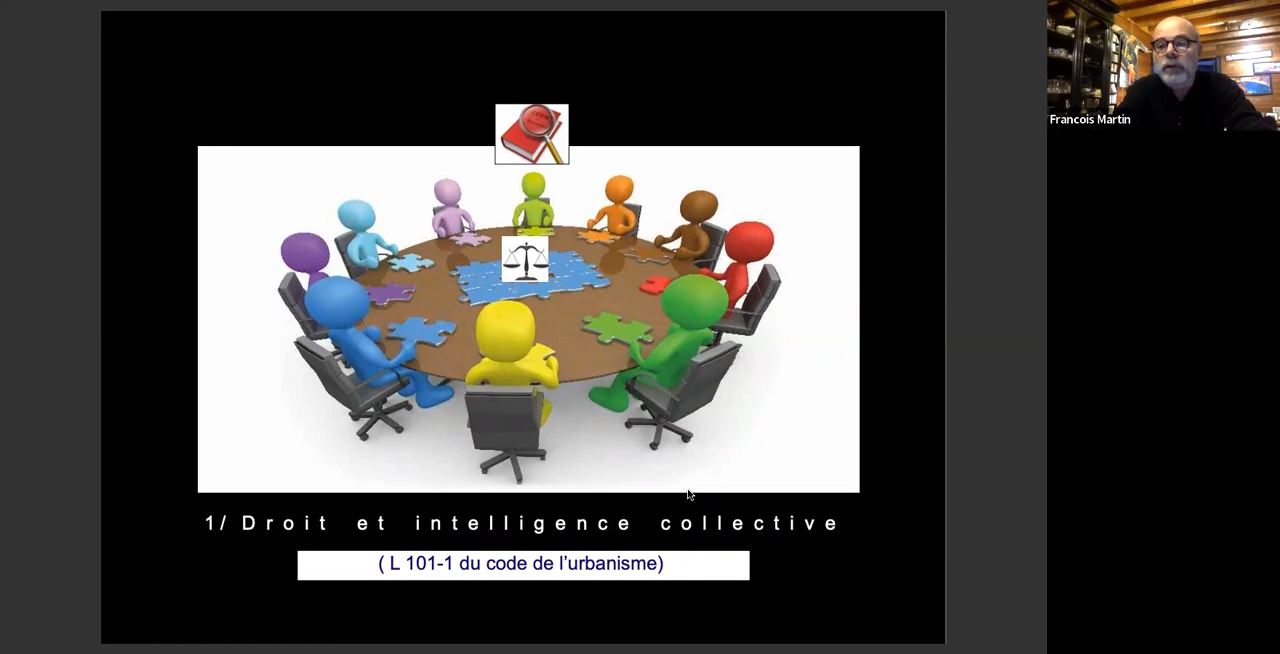 Francois Martin
1/ Droit et intelligence collective
( L 101-1 du code de l'urbanisme)